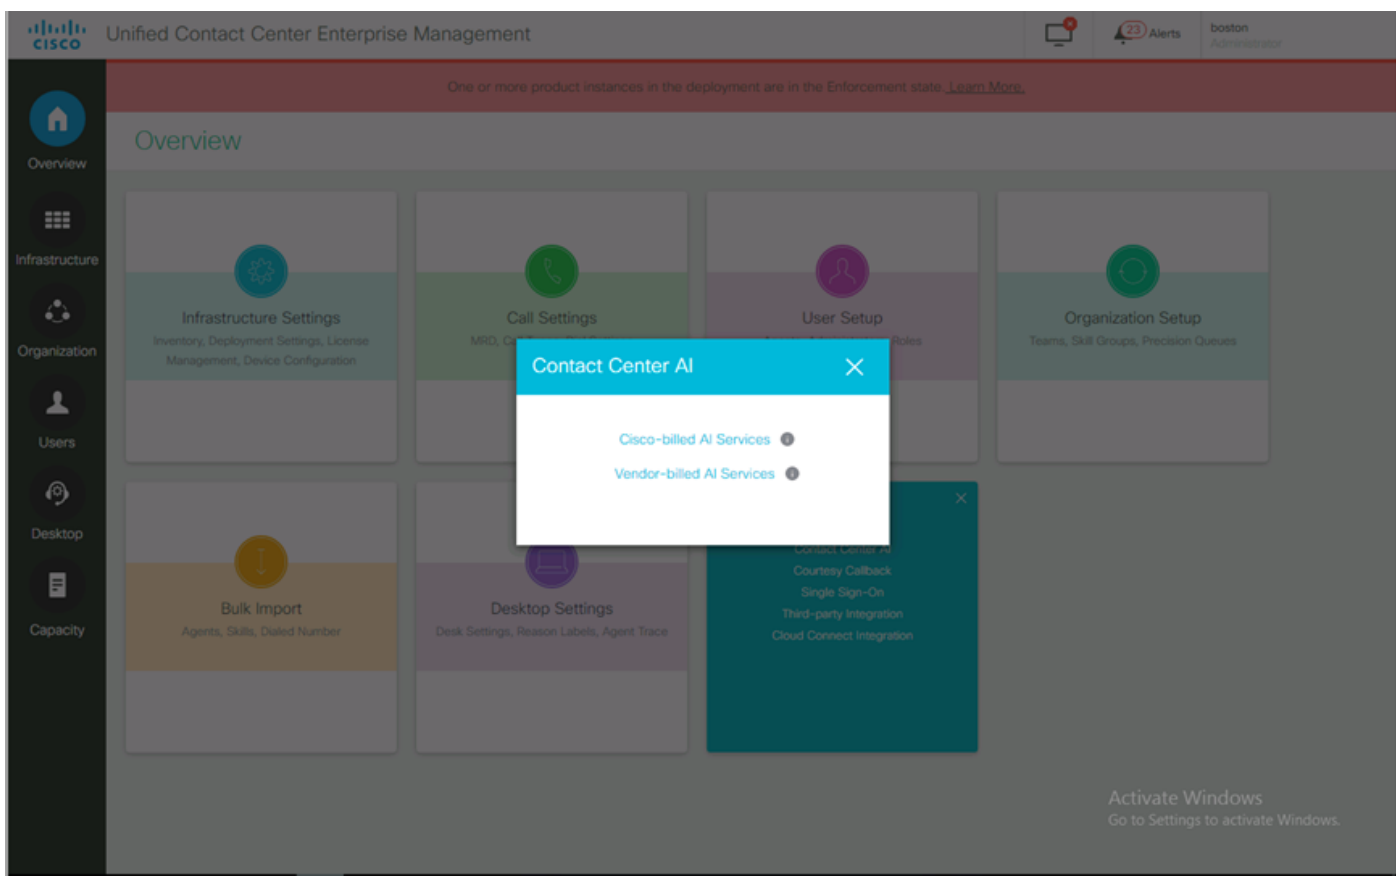 CISCO
Unified Contact Center Enterprise Management
23 Alerts
boston
Administrator
One or more product instances in the deployment are in the Enforcement state. Learn More.
Overview
Overview
Infrastructure
Organization
Users
Desktop
Capacity
Infrastructure Settings
Inventory, Deployment Settings, License
Management, Device Configuration
Call Settings
MRD,
User Setup
Roles
Organization Setup
Teams, Skill Groups, Precision Queues
Contact Center AI
Cisco-billed AI Services
Vendor-billed AI Services
Bulk Import
Agents, Skills, Dialed Number
Desktop Settings
Desk Settings, Reason Labels, Agent Trace
Contact Center AI
Courtesy Callback
Single Sign-On
Third-party Integration
Cloud Connect Integration
Activate Windows
Go to Settings to activate Windows.